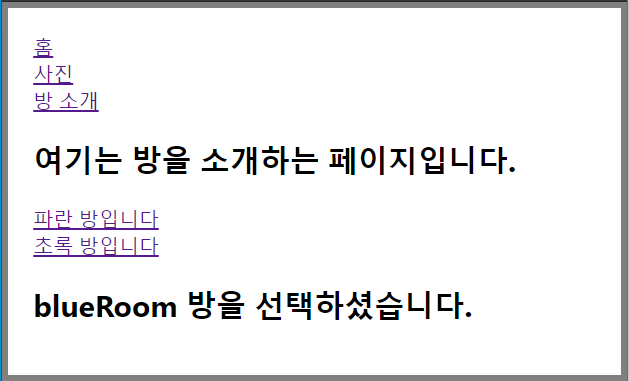 홈
사진
방 소개
여기는 방을 소개하는 페이지입니다.
파란 방입니다
초록 방입니다
blueRoom 방을 선택하셨습니다.